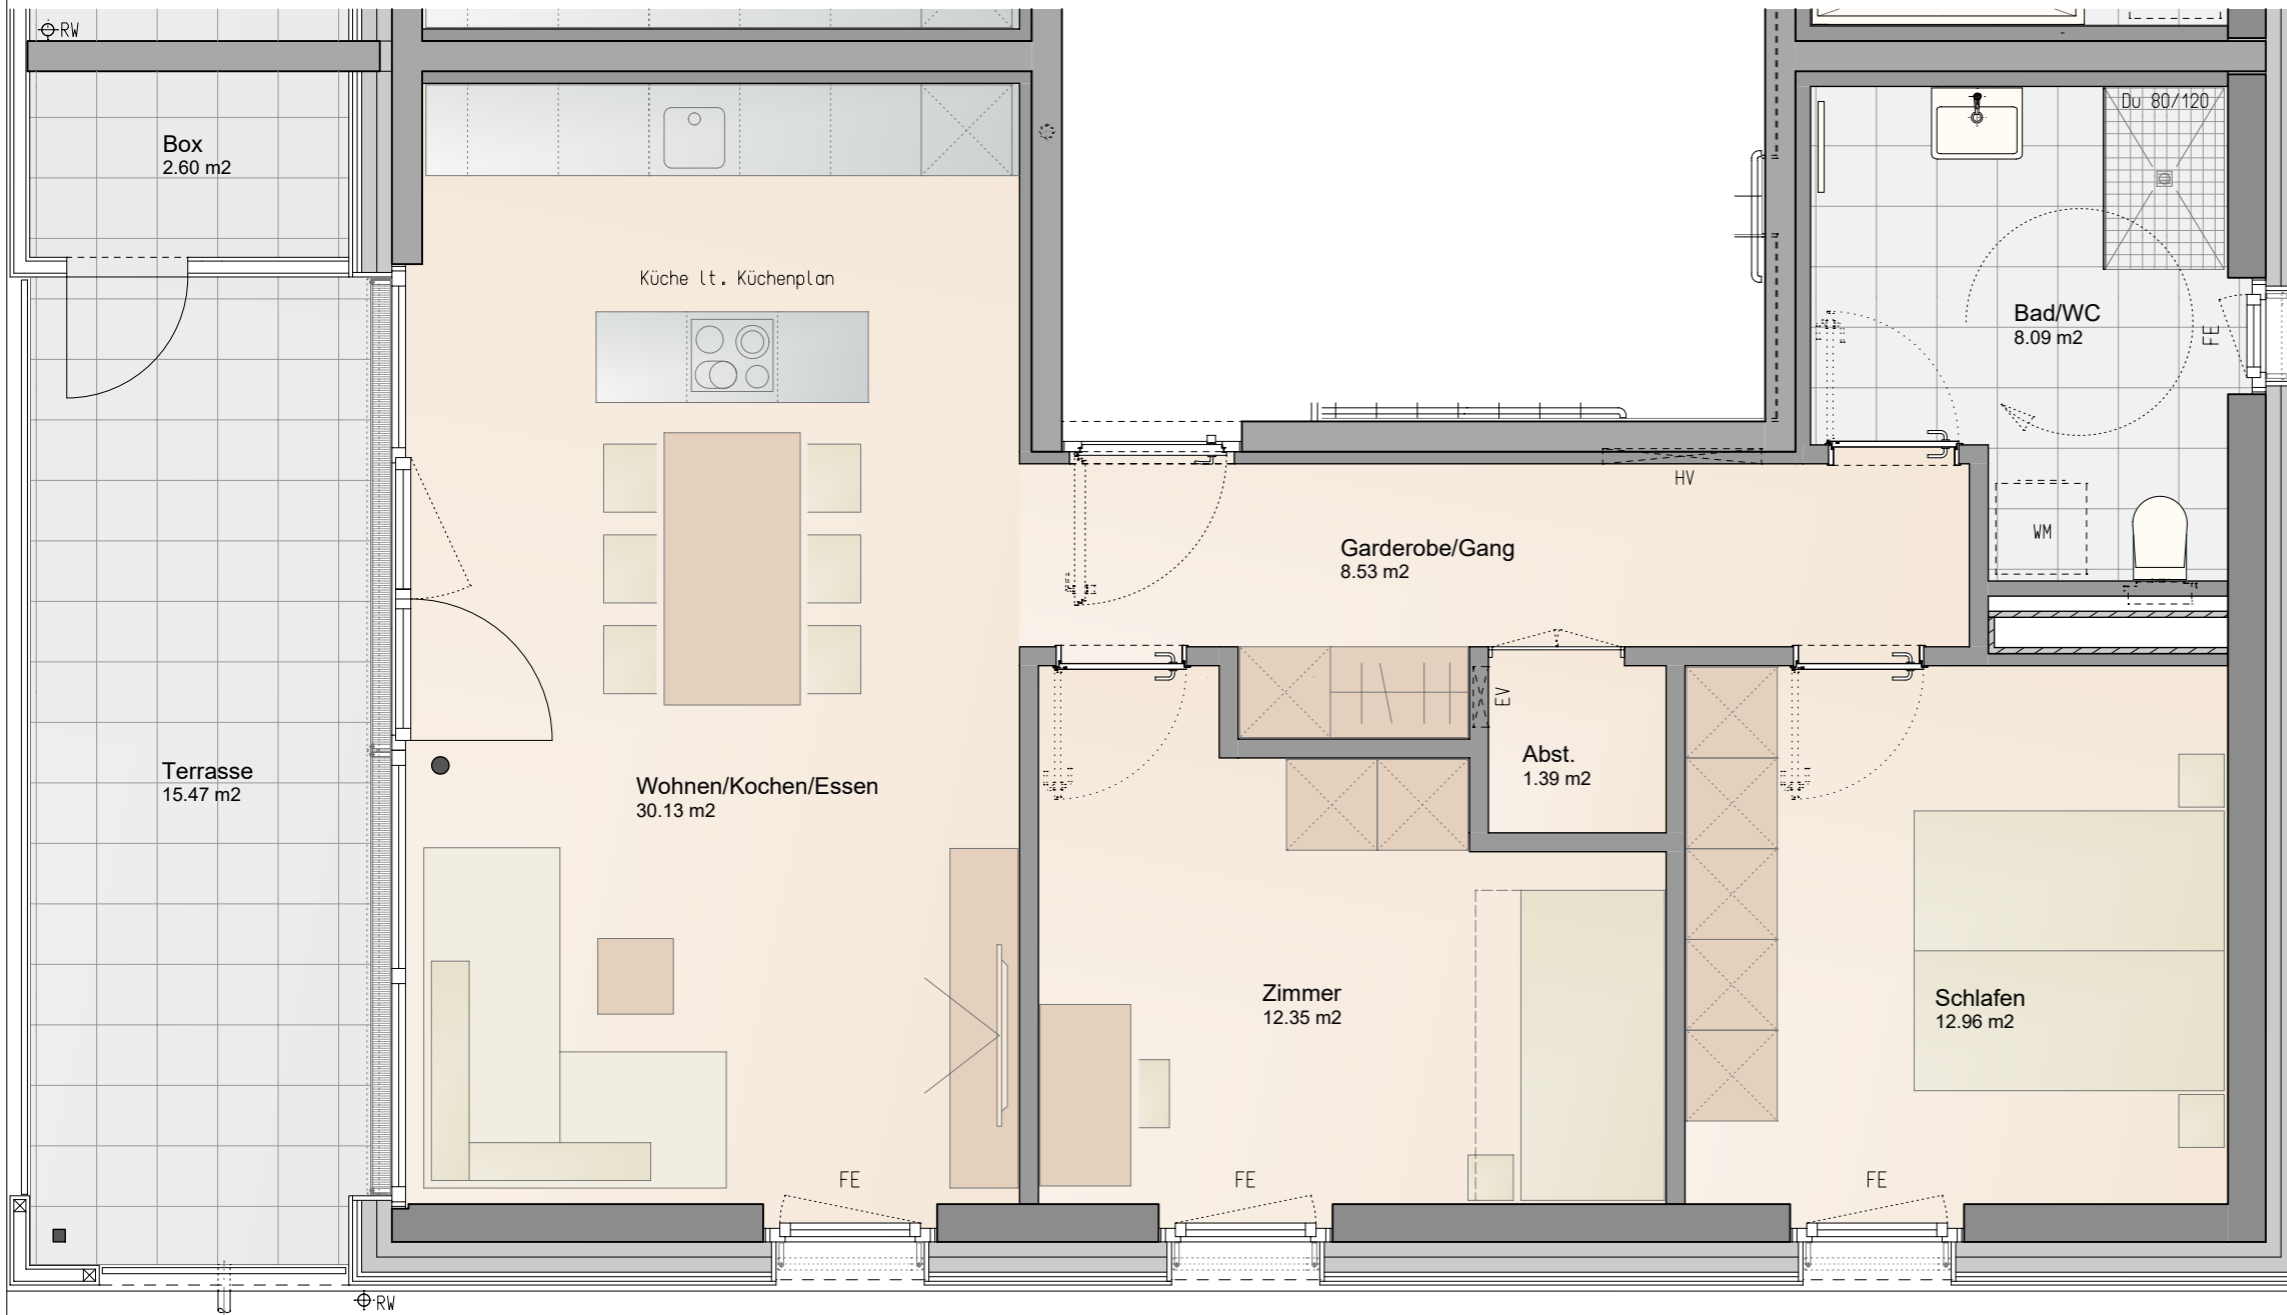 RW
Box
2.60 m2
Du 80/120
Küche lt. Küchenplan
Bad/WC
8.09 m2
FE
HV
Garderobe/Gang
8.53 m2
WM
EV
Abst.
1.39 m2
Terrasse
15.47 m2
Wohnen/Kochen/Essen
30.13 m2
Zimmer
12.35 m2
Schlafen
12.96 m2
FE
FE
FE
RW